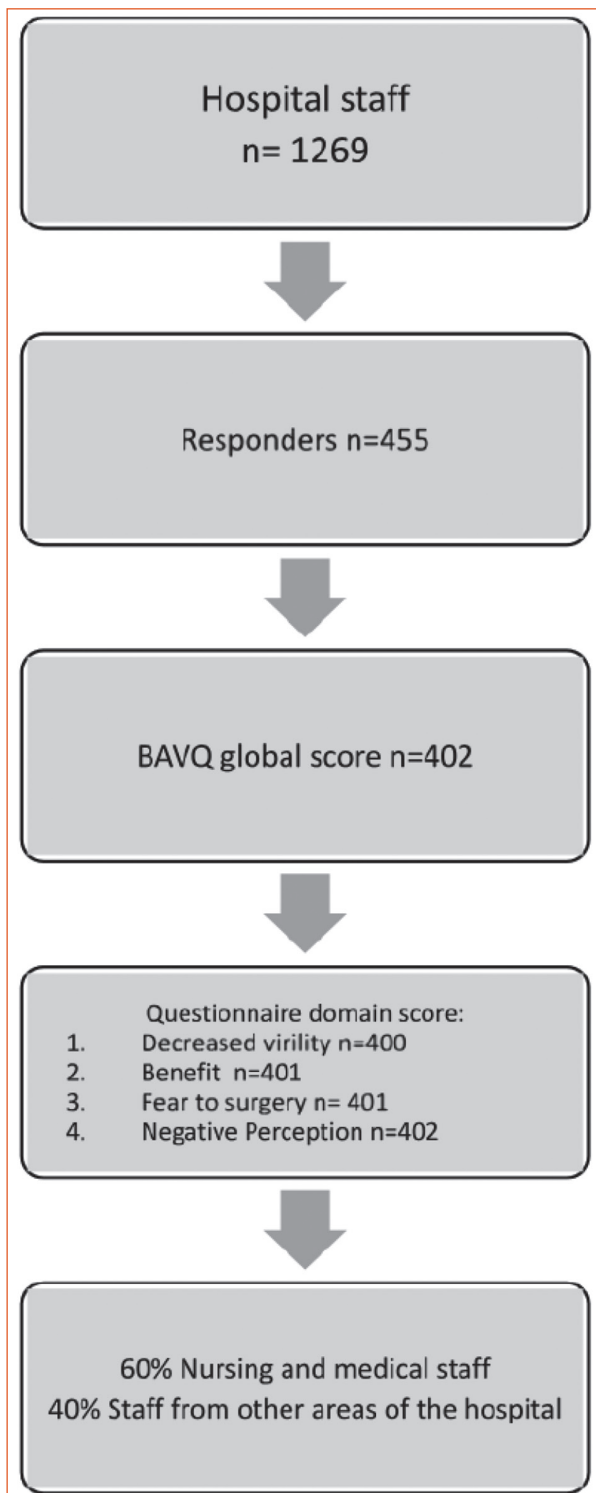 Hospital staff
n= 1269
Responders n=455
BAVQ global score n=402
Questionnaire domain score:
1. Decreased virility n=400
2. Benefit n=401
3. Fear to surgery n= 401
4. Negative Perception n=402
60% Nursing and medical staff
40% Staff from other areas of the hospital